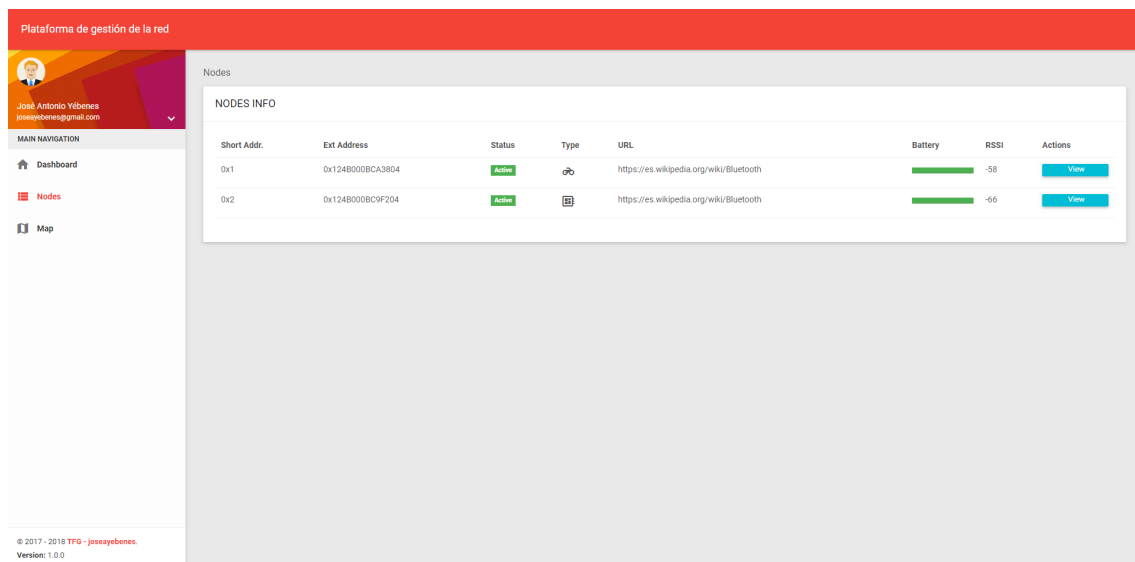 Plataforma de gestión de la red
José Antonio Yébenes
joseayebenes@gmail.com
MAIN NAVIGATION
Dashboard
Nodes
Map
© 2017 - 2018 TFG - joseayebenes.
Version: 1.0.0
Nodes
NODES INFO
Short Addr. Ext Address Status Type URL Battery RSSI Actions
0x1 0x124B000BCA3804 Active https://es.wikipedia.org/wiki/Bluetooth -58 View
0x2 0x124B000BC9F204 Active https://es.wikipedia.org/wiki/Bluetooth -66 View